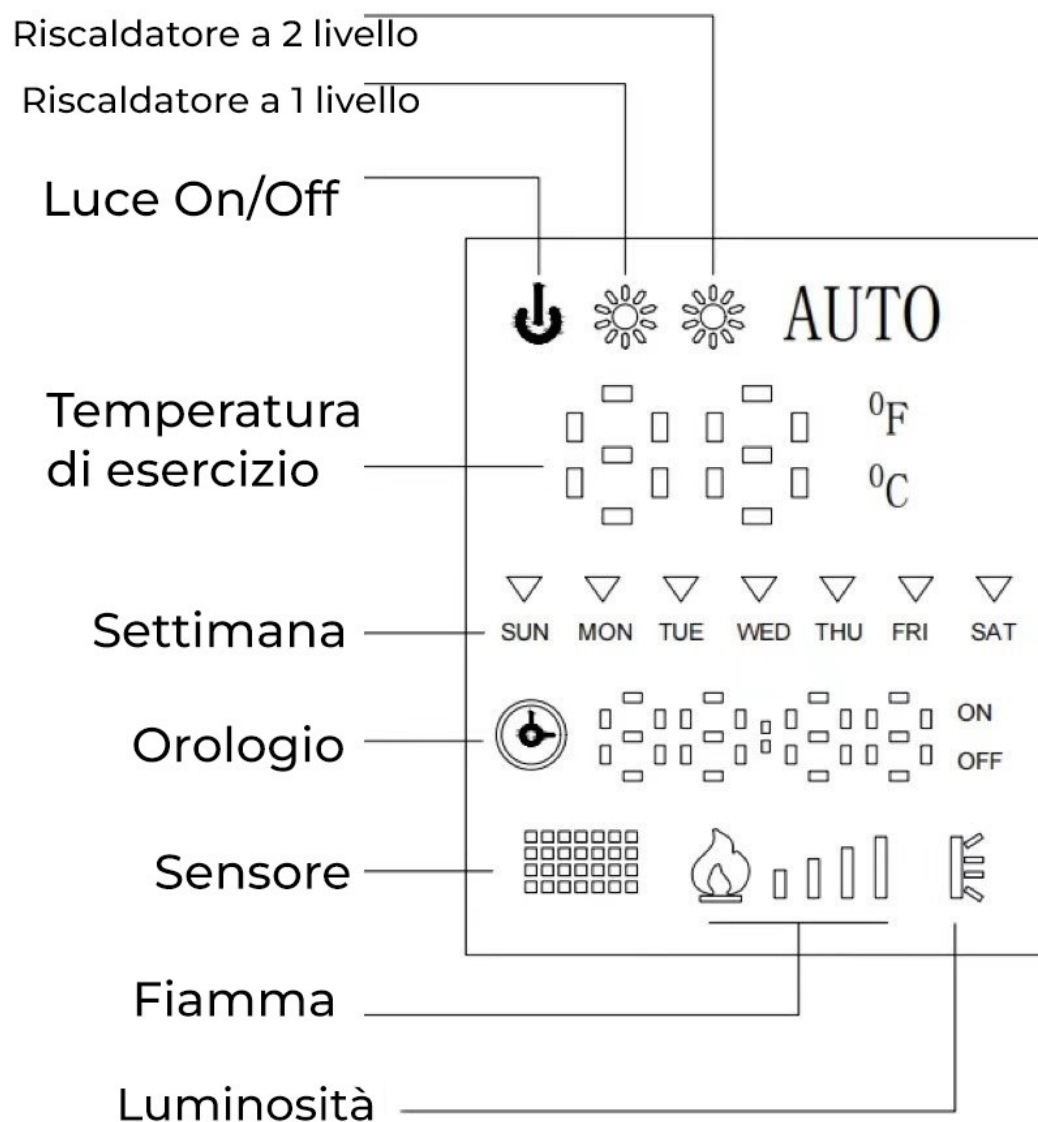 Riscaldatore a 2 livello
Riscaldatore a 1 livello
Luce On/Off
AUTO
Temperatura
di esercizio
⁰F
⁰C
Settimana
SUN MON TUE WED THU FRI SAT
Orologio
ON
OFF
Sensore
Fiamma
Luminosità